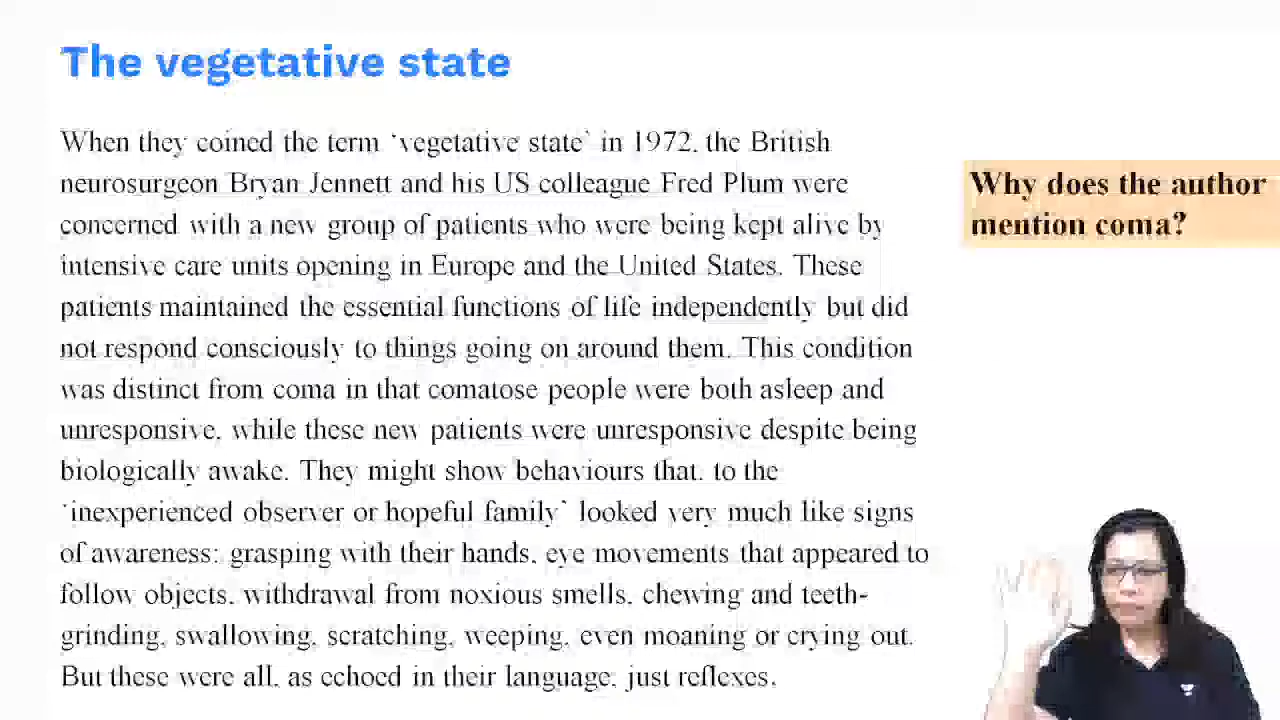 The vegetative state
When they coined the term 'vegetative state' in 1972, the British
neurosurgeon Bryan Jennett and his US colleague Fred Plum were
concerned with a new group of patients who were being kept alive by
intensive care units opening in Europe and the United States. These
patients maintained the essential functions of life independently but did
not respond consciously to things going on around them. This condition
was distinct from coma in that comatose people were both asleep and
unresponsive, while these new patients were unresponsive despite being
biologically awake. They might show behaviours that, to the
'inexperienced observer or hopeful family' looked very much like signs
of awareness: grasping with their hands, eye movements that appeared to
follow objects, withdrawal from noxious smells, chewing and teeth-
grinding, swallowing, scratching, weeping, even moaning or crying out.
But these were all, as echoed in their language, just reflexes.
Why does the author
mention coma?